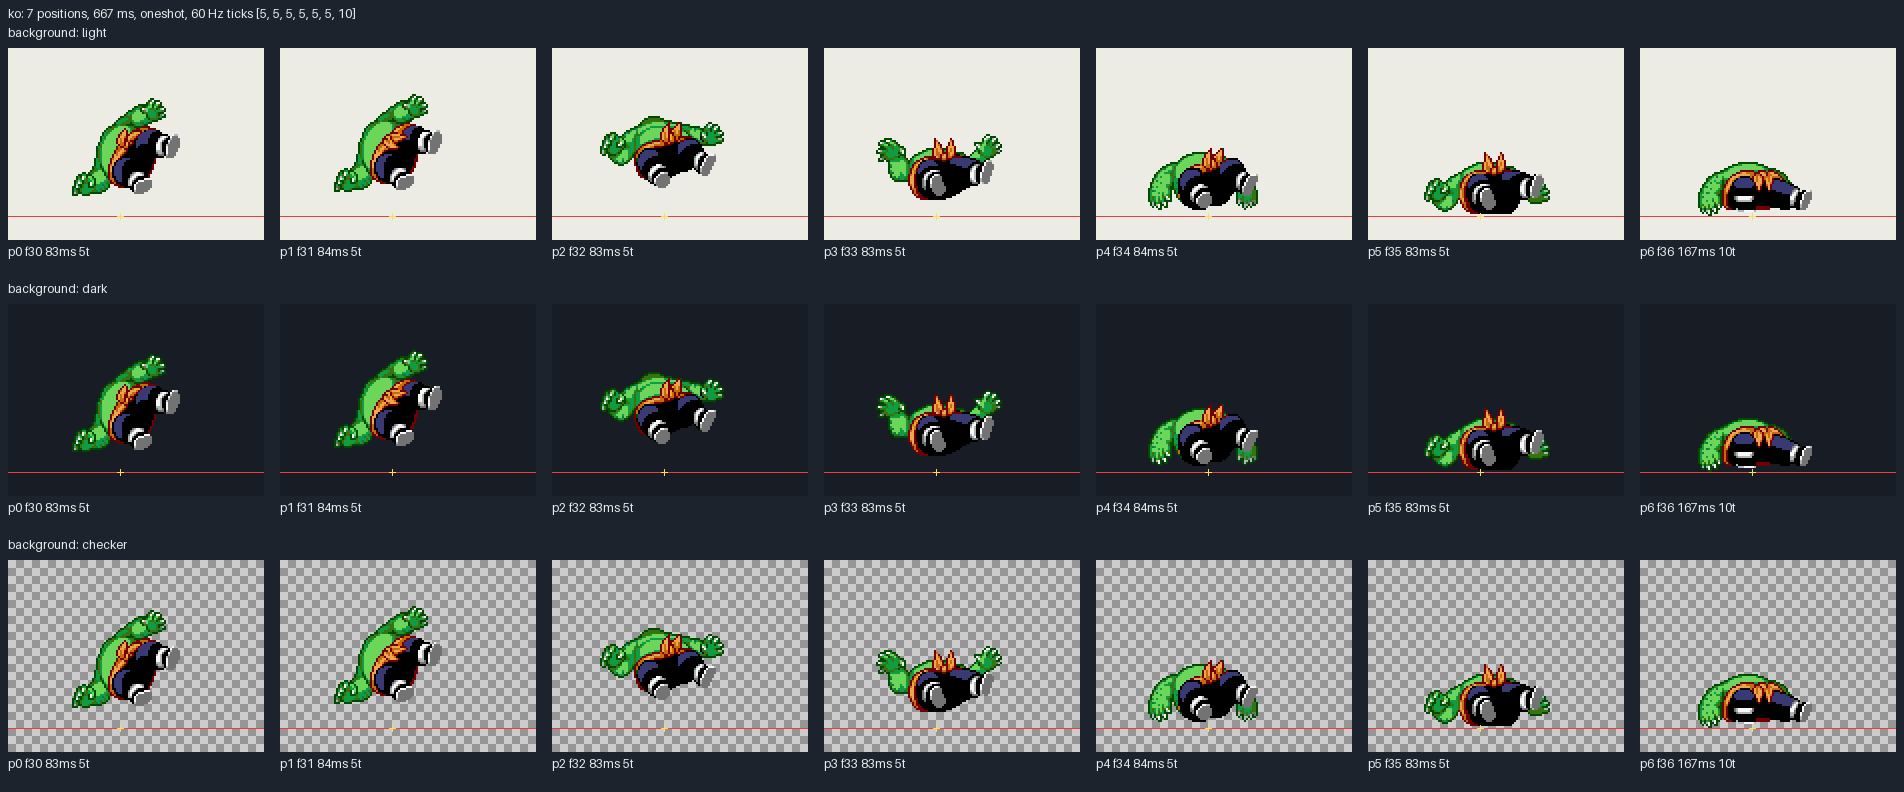 ko: 7 positions, 667 ms, oneshot, 60 Hz ticks [5, 5, 5, 5, 5, 5, 10]
background: light
p0 f30 83ms 5t
p1 f31 84ms 5t
p2 f32 83ms 5t
p3 f33 83ms 5t
p4 f34 84ms 5t
p5 f35 83ms 5t
p6 f36 167ms 10t
background: dark
p0 f30 83ms 5t
p1 f31 84ms 5t
p2 f32 83ms 5t
p3 f33 83ms 5t
p4 f34 84ms 5t
p5 f35 83ms 5t
p6 f36 167ms 10t
background: checker
p0 f30 83ms 5t
p1 f31 84ms 5t
p2 f32 83ms 5t
p3 f33 83ms 5t
p4 f34 84ms 5t
p5 f35 83ms 5t
p6 f36 167ms 10t